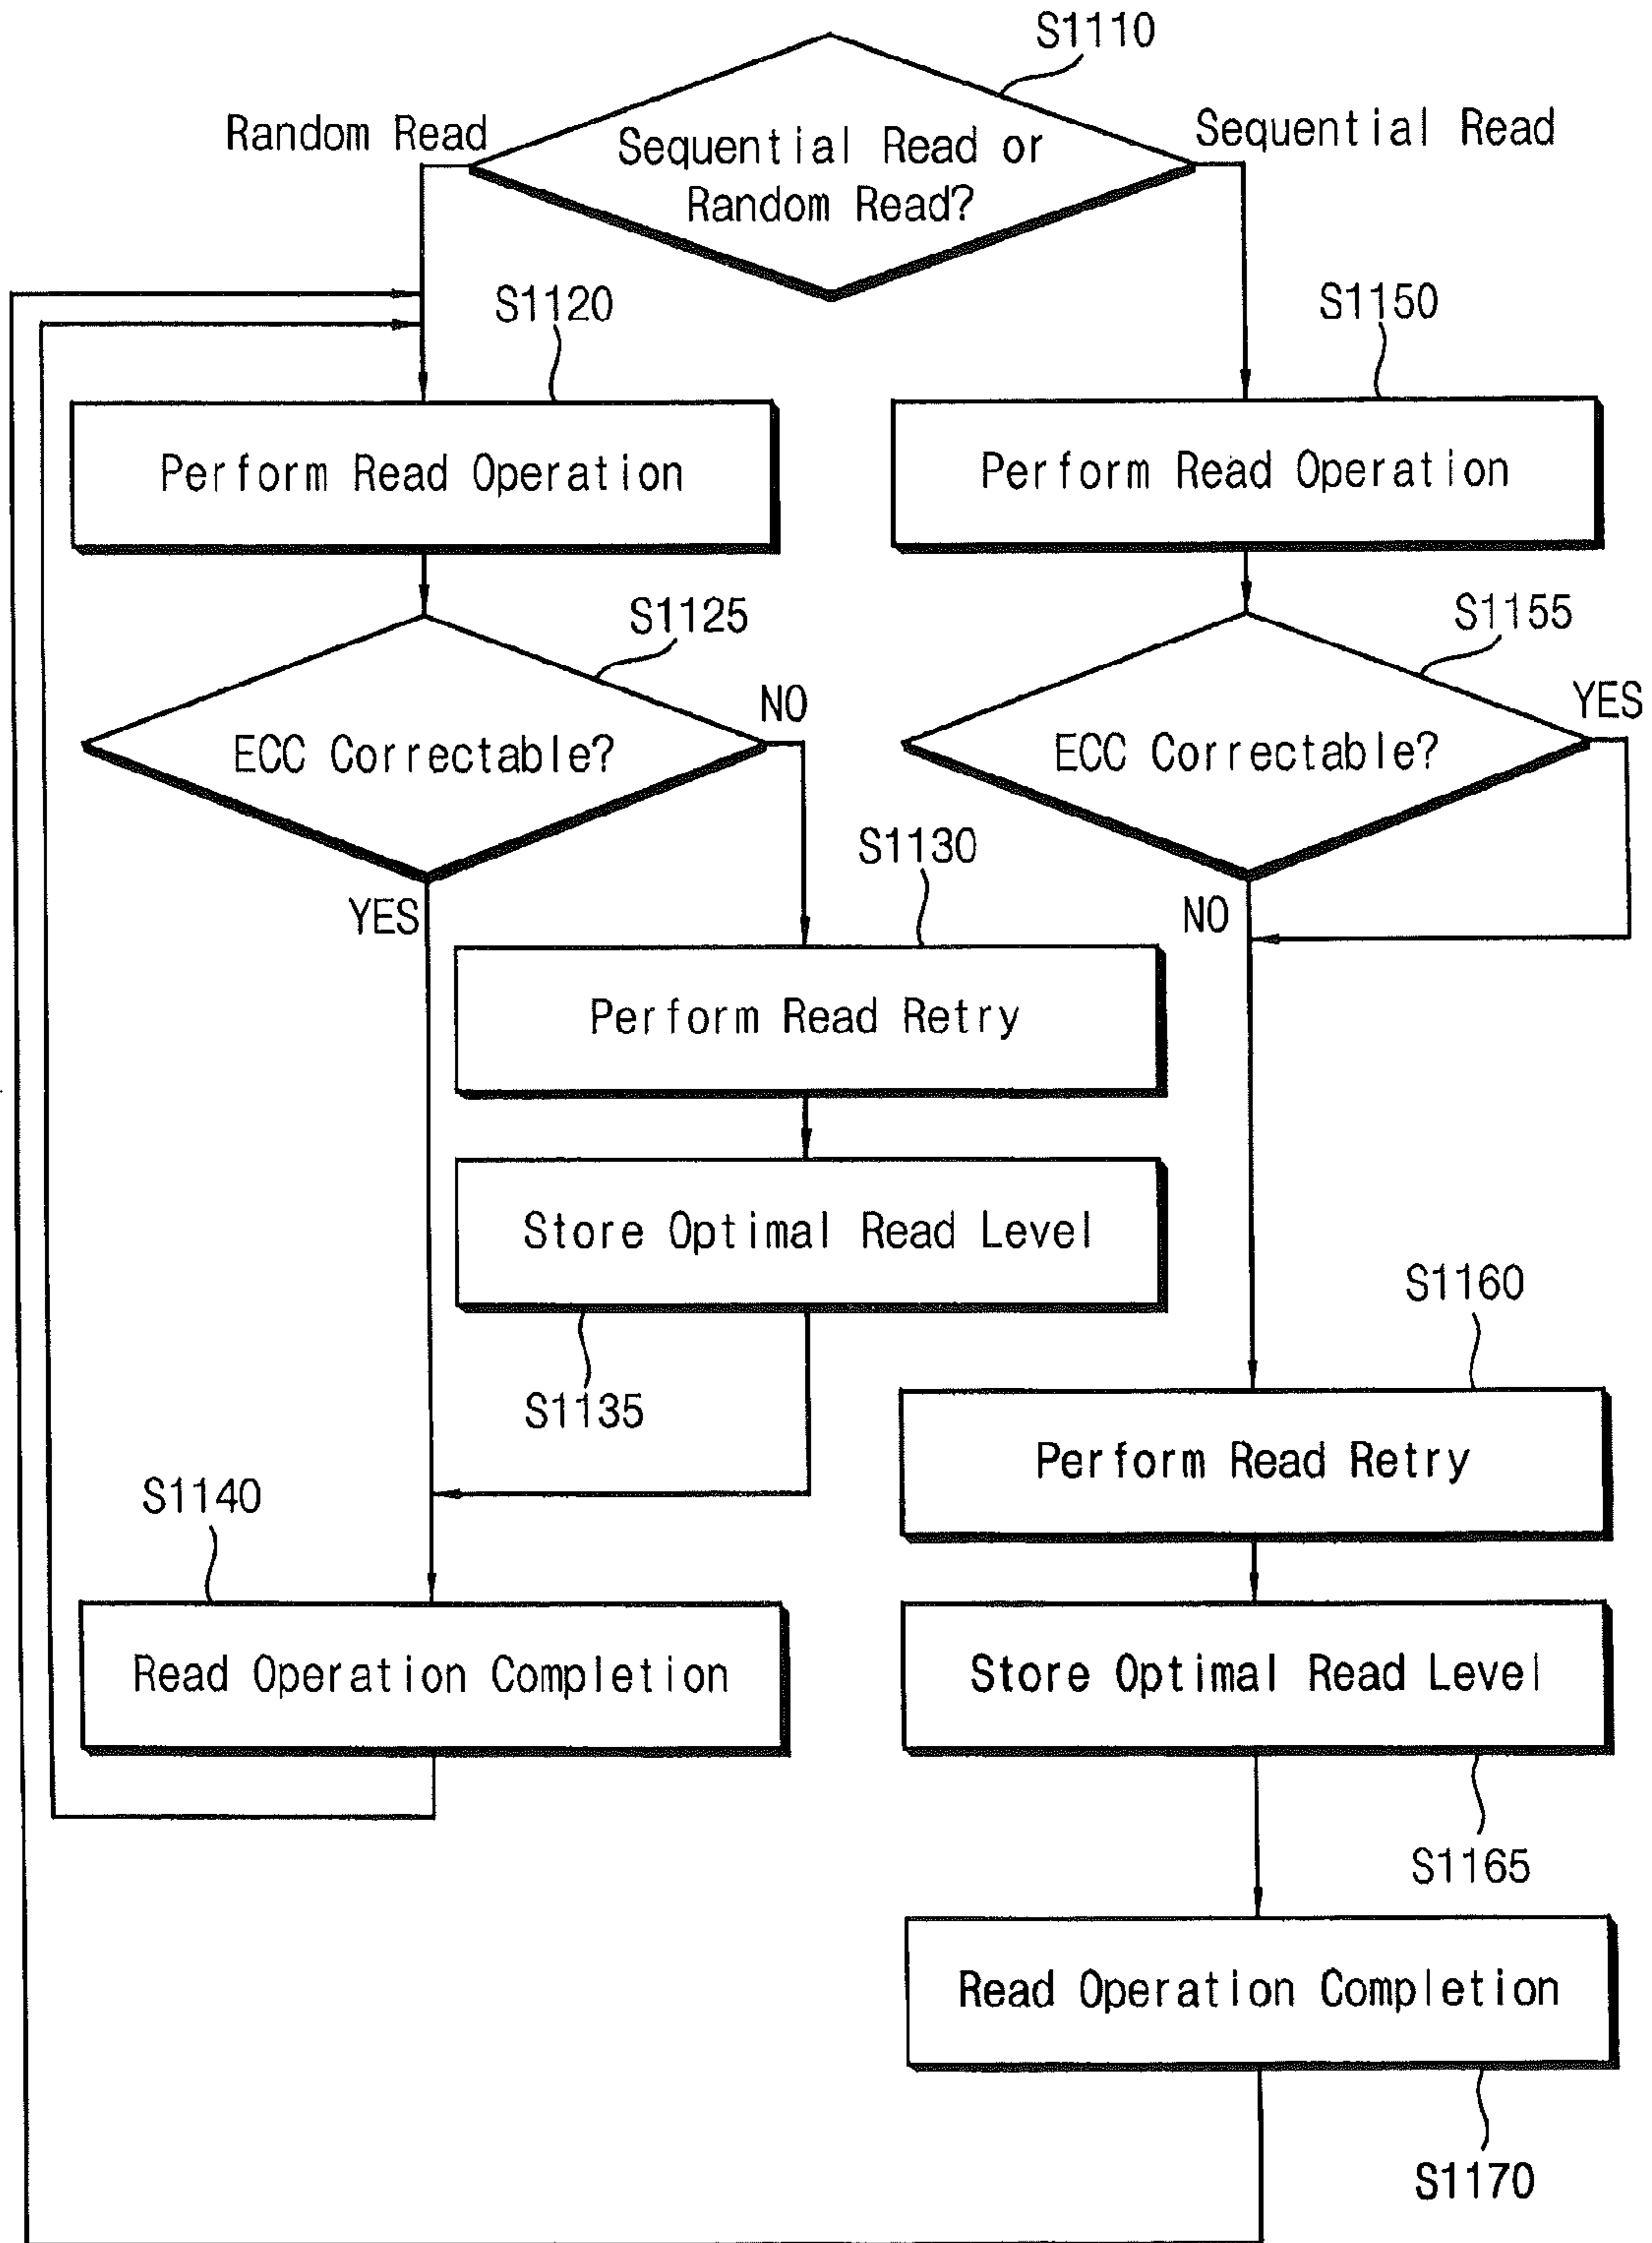 S1110
Random Read
Sequential Read
Sequential Read or
Random Read?
S1120
S1150
Perform Read Operation
Perform Read Operation
S1125
S1155
NO
YES
ECC Correctable?
ECC Correctable?
S1130
YES
NO
Perform Read Retry
Store Optimal Read Level
S1160
S1135
Perform Read Retry
S1140
Read Operation Completion
Store Optimal Read Level
S1165
Read Operation Completion
S1170